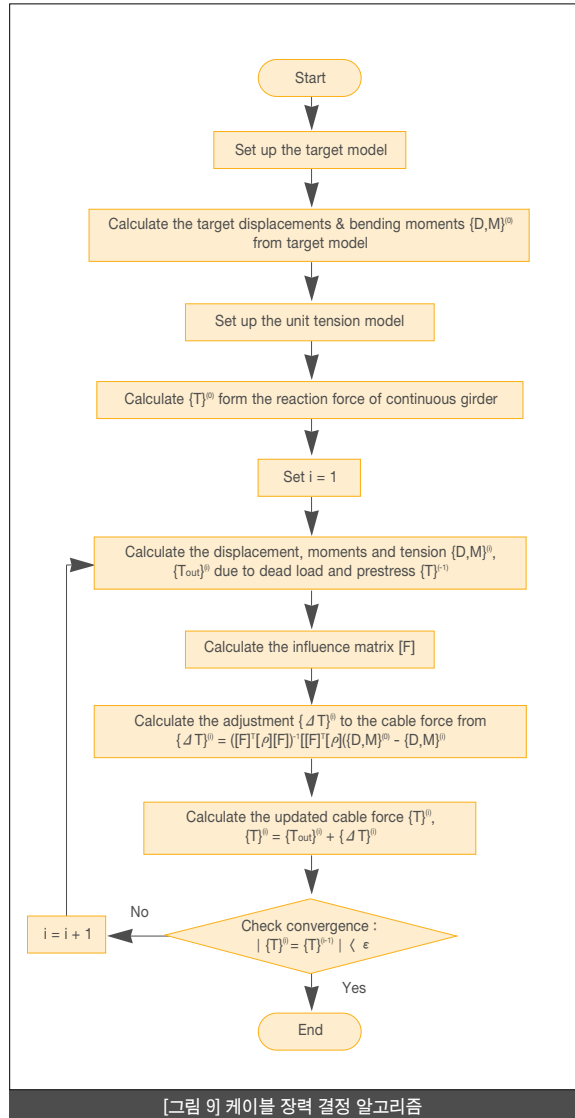 Start
Set up the target model
Calculate the target displacements & bending moments {D,M}⁽⁰⁾
from target model
Set up the unit tension model
Calculate {T}⁽⁰⁾ form the reaction force of continuous girder
Set i = 1
Calculate the displacement, moments and tension {D,M}⁽ⁱ⁾,
{Tout}⁽ⁱ⁾ due to dead load and prestress {T}⁽⁻¹⁾
Calculate the influence matrix [F]
Calculate the adjustment {ΔT}⁽ⁱ⁾ to the cable force from
{ΔT}⁽ⁱ⁾ = ([F]ᵀ[ρ][F])⁻¹[[F]ᵀ[ρ]({D,M}⁽⁰⁾ - {D,M}⁽ⁱ⁾
Calculate the updated cable force {T}⁽ⁱ⁾,
{T}⁽ⁱ⁾ = {Tout}⁽ⁱ⁾ + {ΔT}⁽ⁱ⁾
No
i = i + 1
Check convergence :
| {T}⁽ⁱ⁾ = {T}⁽ⁱ⁻¹⁾ | 〈 ε
Yes
End
[그림 9] 케이블 장력 결정 알고리즘